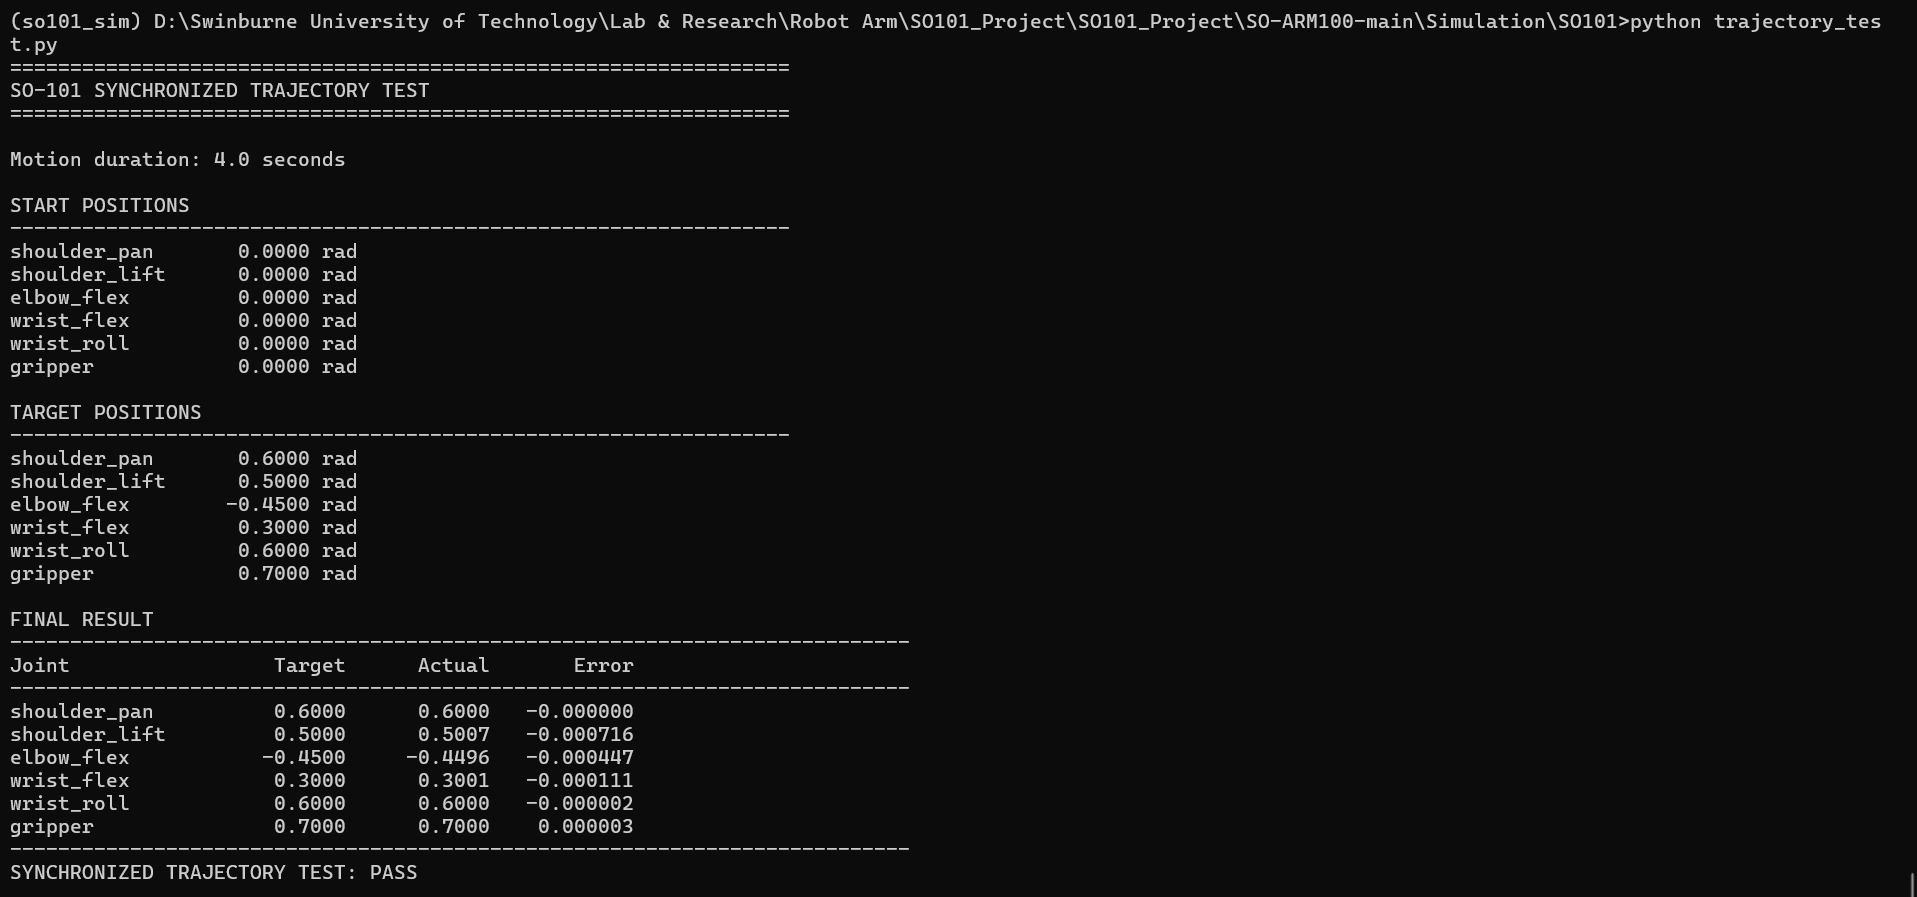 (so101_sim) D:\Swinburne University of Technology\Lab & Research\Robot Arm\SO101_Project\SO101_Project\SO-ARM100-main\Simulation\SO101>python trajectory_tes
t.py
=================================================================
SO-101 SYNCHRONIZED TRAJECTORY TEST
=================================================================

Motion duration: 4.0 seconds

START POSITIONS
-----------------------------------------------------------------
shoulder_pan       0.0000 rad
shoulder_lift      0.0000 rad
elbow_flex         0.0000 rad
wrist_flex         0.0000 rad
wrist_roll         0.0000 rad
gripper            0.0000 rad

TARGET POSITIONS
-----------------------------------------------------------------
shoulder_pan       0.6000 rad
shoulder_lift      0.5000 rad
elbow_flex        -0.4500 rad
wrist_flex         0.3000 rad
wrist_roll         0.6000 rad
gripper            0.7000 rad

FINAL RESULT
---------------------------------------------------------------------------
Joint                 Target      Actual       Error
---------------------------------------------------------------------------
shoulder_pan          0.6000      0.6000   -0.000000
shoulder_lift         0.5000      0.5007   -0.000716
elbow_flex           -0.4500     -0.4496   -0.000447
wrist_flex            0.3000      0.3001   -0.000111
wrist_roll            0.6000      0.6000   -0.000002
gripper               0.7000      0.7000    0.000003
---------------------------------------------------------------------------
SYNCHRONIZED TRAJECTORY TEST: PASS